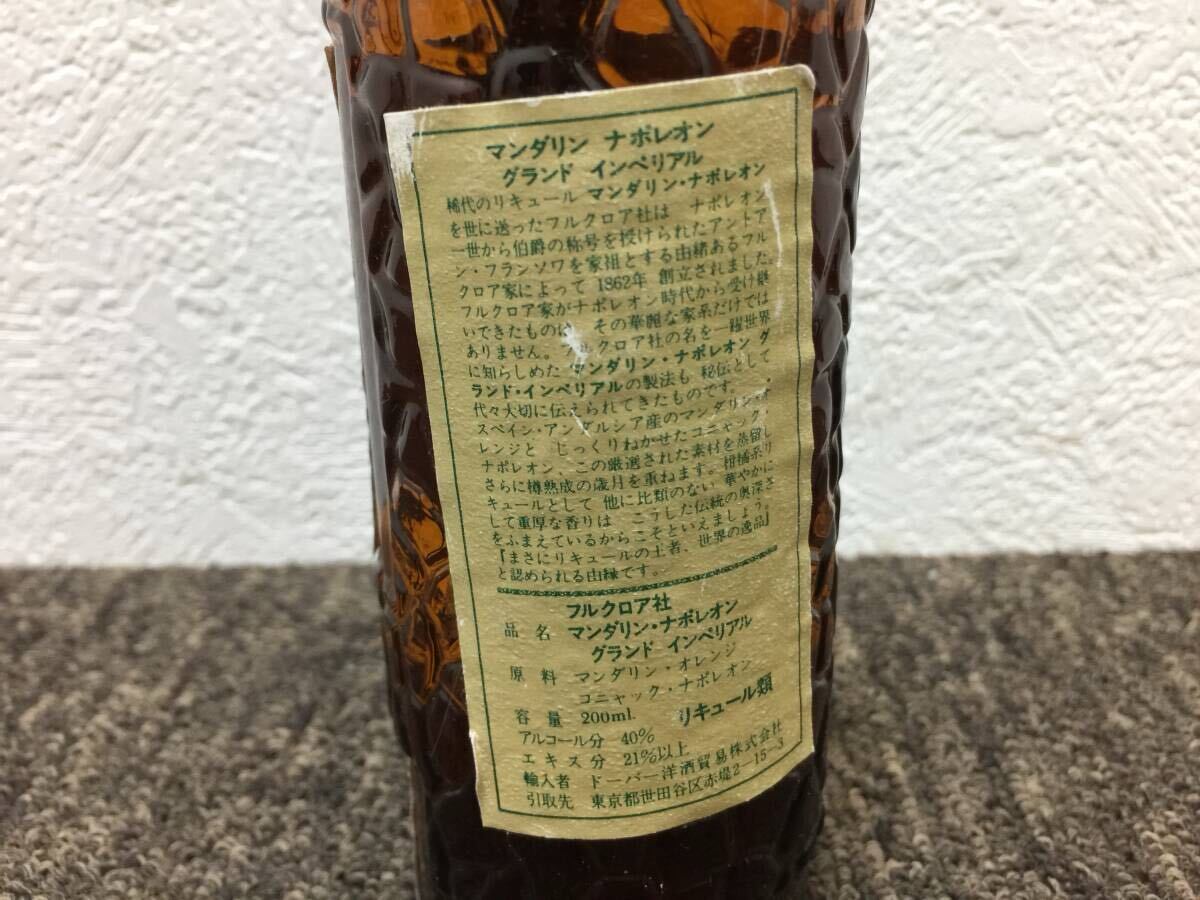 マンダリン ナポレオン
グランド インペリアル
稀代のリキュール マンダリン・ナポレオン
を世に送ったフルクロア社は ナポレオン
一世から伯爵の称号を授けられたアントア
ン・フランソワを家祖とする由緒あるフル
クロア家によって 1862年 創立されました。
フルクロア家がナポレオン時代から受け継
いできたものは その華麗な家系だけでは
ありません。フルクロア社の名を一躍世界
に知らしめた マンダリン・ナポレオン グ
ランド・インペリアルの製法も 秘伝として
代々大切に伝えられてきたものです。
スペイン・アンダルシア産のマンダリン・オ
レンジと じっくりねかせたコニャック・
ナポレオン、この厳選された素材を蒸留し
さらに樽熟成の歳月を重ねます。柑橘系リ
キュールとして 他に比類のない 華やかに
して重厚な香りは こうした伝統の奥深さ
をふまえているからこそといえましょう。
『まさにリキュールの王者、世界の逸品』
と認められる由縁です。
フルクロア社
品名 マンダリン・ナポレオン
グランド インペリアル
原料 マンダリン・オレンジ
コニャック・ナポレオン
容量 200ml. リキュール類
アルコール分 40%
エキス分 21%以上
輸入者 ドーバー洋酒貿易株式会社
引取先 東京都世田谷区赤堤2-15-3